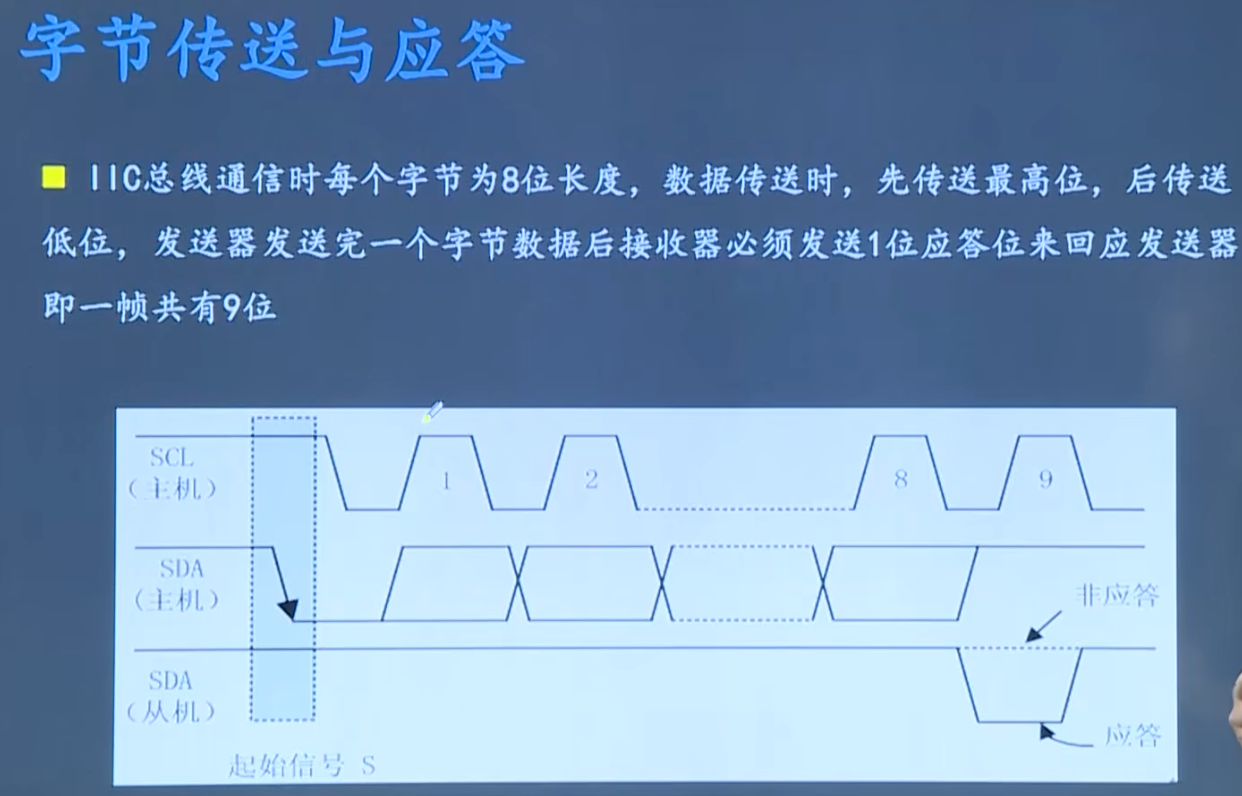 字节传送与应答
IIC总线通信时每个字节为8位长度，数据传送时，先传送最高位，后传送
低位，发送器发送完一个字节数据后接收器必须发送1位应答位来回应发送器
即一帧共有9位
SCL
（主机）
1
2
8
9
SDA
（主机）
非应答
SDA
（从机）
应答
起始信号 S